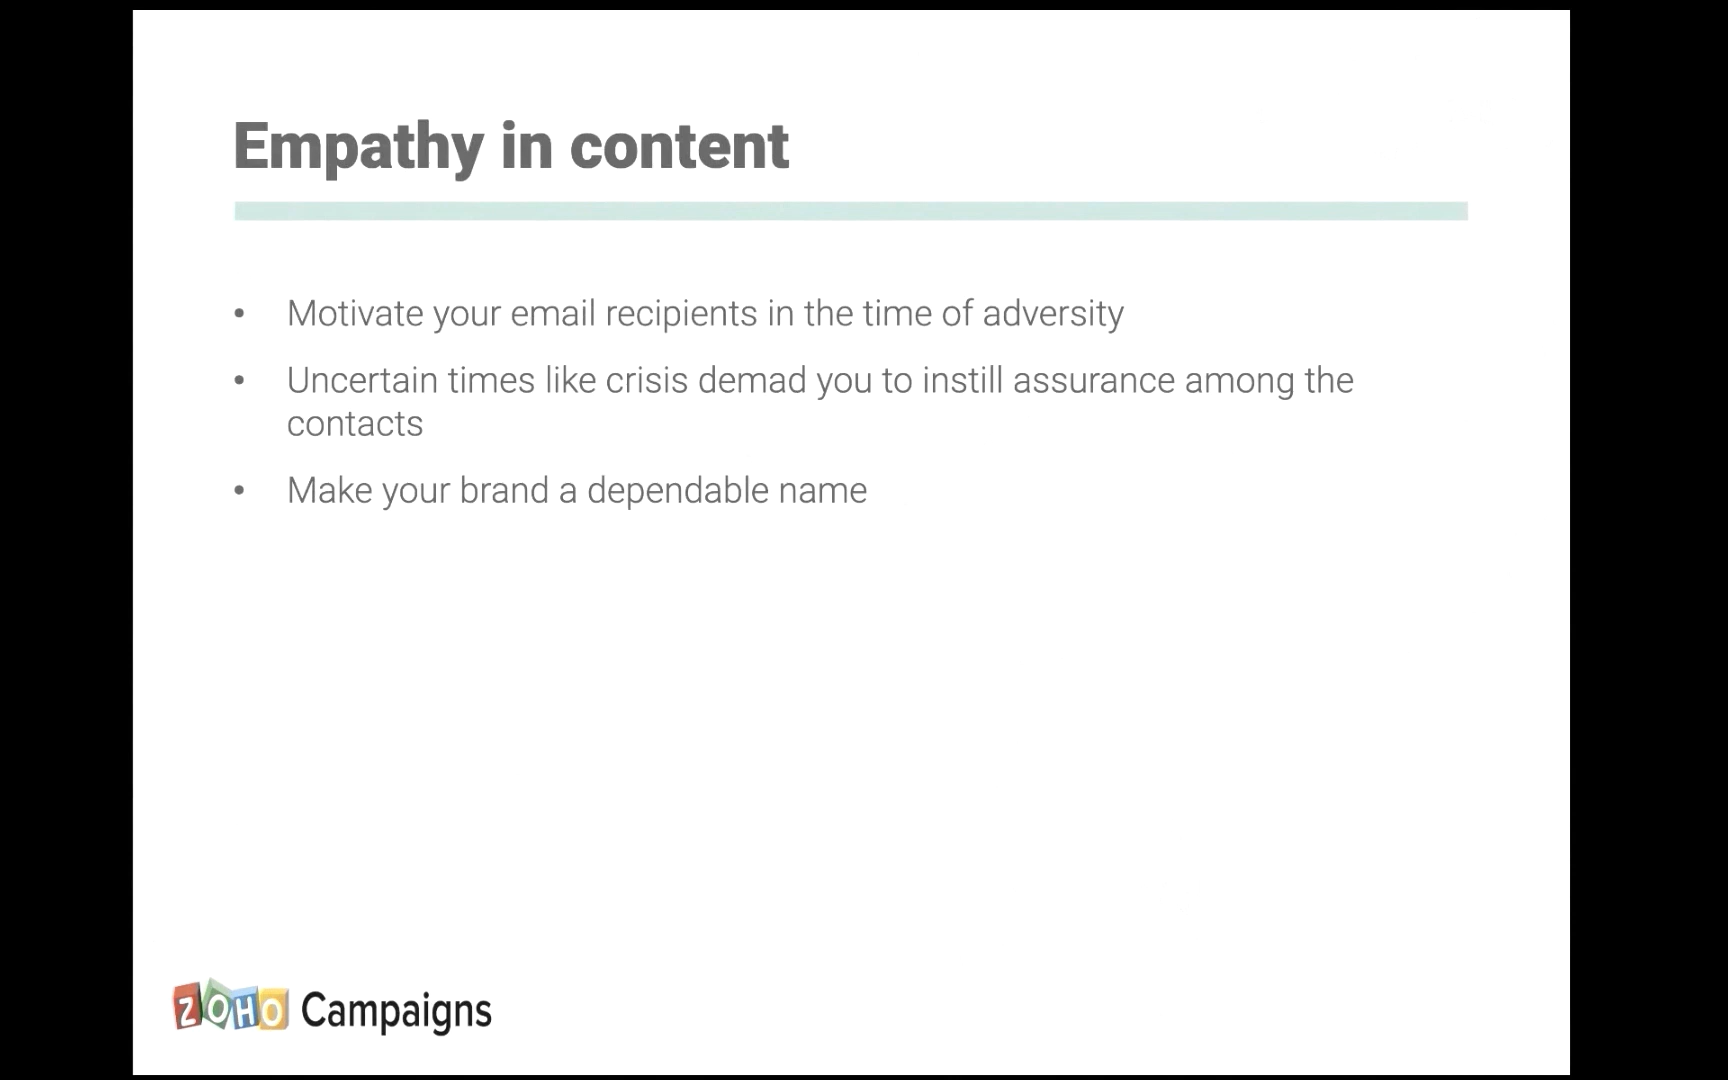 Empathy in content
• Motivate your email recipients in the time of adversity
• Uncertain times like crisis demad you to instill assurance among the
contacts
• Make your brand a dependable name
ZOHO Campaigns